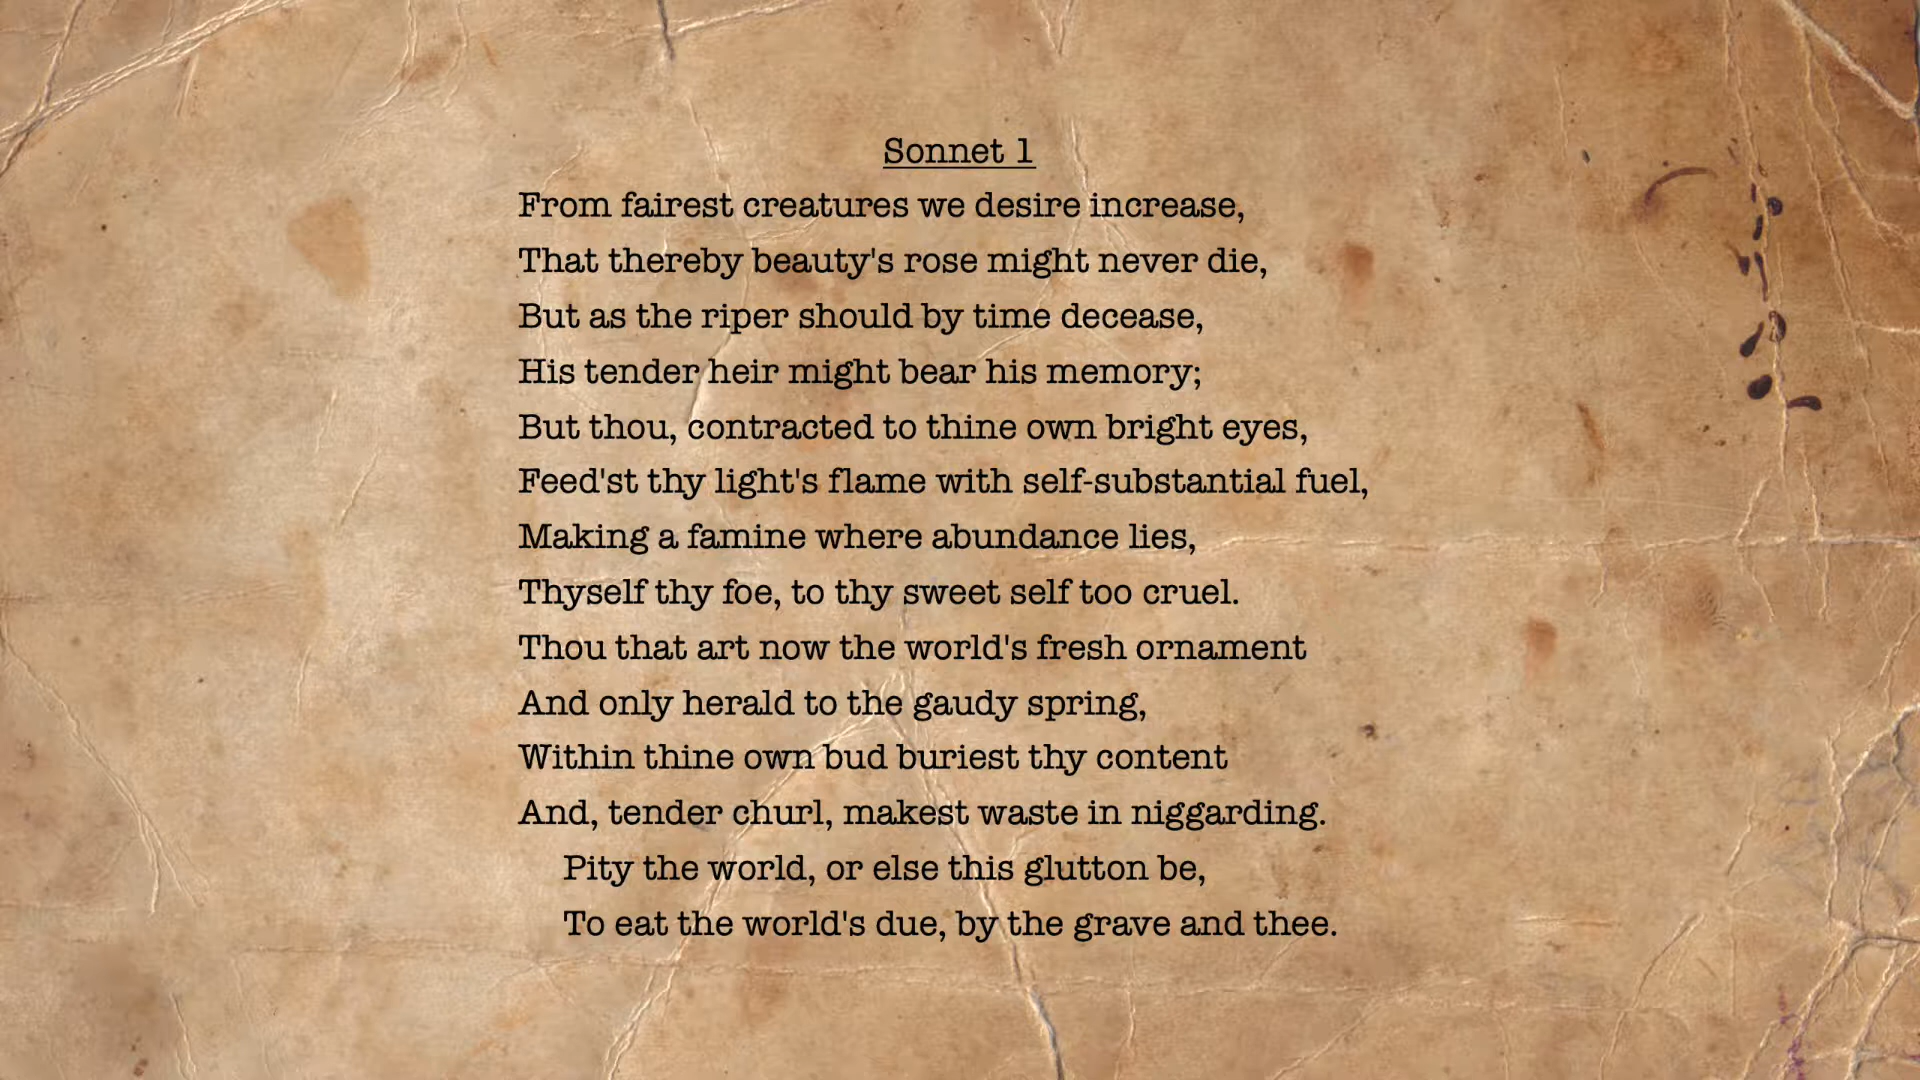 Sonnet 1
From fairest creatures we desire increase,
That thereby beauty's rose might never die,
But as the riper should by time decease,
His tender heir might bear his memory;
But thou, contracted to thine own bright eyes,
Feed'st thy light's flame with self-substantial fuel,
Making a famine where abundance lies,
Thyself thy foe, to thy sweet self too cruel.
Thou that art now the world's fresh ornament
And only herald to the gaudy spring,
Within thine own bud buriest thy content
And, tender churl, makest waste in niggarding.
Pity the world, or else this glutton be,
To eat the world's due, by the grave and thee.